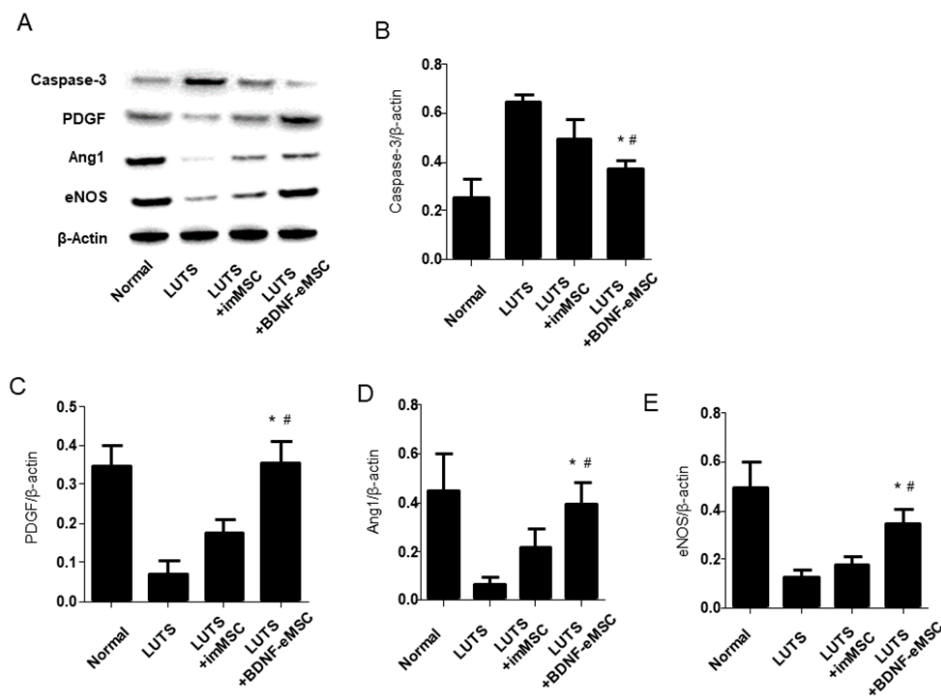 A
Caspase-3
PDGF
Ang1
eNOS
β-Actin
Normal
LUTS
LUTS
+imMSC
LUTS
+BDNF-eMSC
B
Caspase-3/β-actin
0.8
0.6
0.4
0.2
0.0
* #
Normal
LUTS
LUTS
+imMSC
LUTS
+BDNF-eMSC
C
PDGF/β-actin
0.5
0.4
0.3
0.2
0.1
0.0
* #
Normal
LUTS
LUTS
+imMSC
LUTS
+BDNF-eMSC
D
Ang1/β-actin
0.8
0.6
0.4
0.2
0.0
* #
Normal
LUTS
LUTS
+imMSC
LUTS
+BDNF-eMSC
E
eNOS/β-actin
0.8
0.6
0.4
0.2
0.0
* #
Normal
LUTS
LUTS
+imMSC
LUTS
+BDNF-eMSC